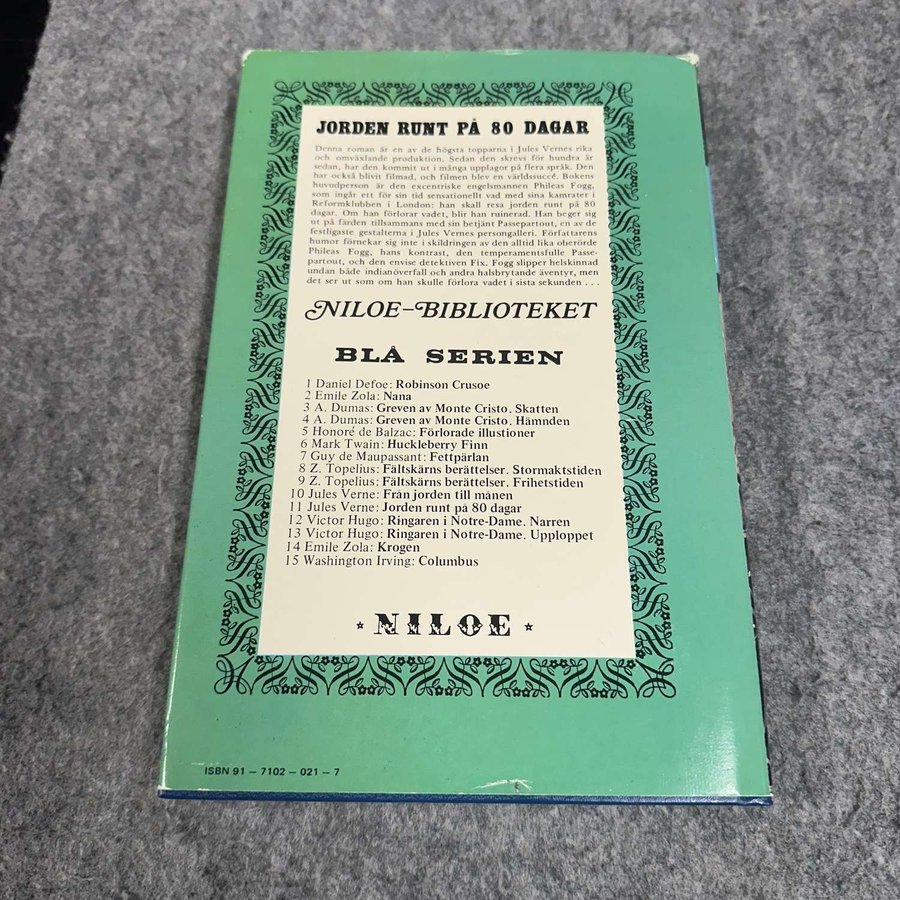 JORDEN RUNT PÅ 80 DAGAR
Denna roman är en av de högsta topparna i Jules Vernes rika
och omväxlande produktion. Sedan den skrevs för hundra år
sedan, har den kommit ut i många upplagor på flera språk. Den
har också blivit filmad, och filmen blev en världssuccé. Bokens
huvudperson är den excentriske engelsmannen Phileas Fogg,
som ingår ett för sin tid sensationellt vad med sina kamrater i
Reformklubben i London: han skall resa jorden runt på 80
dagar. Om han förlorar vadet, blir han ruinerad. Han beger sig
ut på färden tillsammans med sin betjänt Passepartout, en av de
festligaste gestalterna i Jules Vernes persongalleri. Författarens
humor förnekar sig inte i skildringen av den alltid lika oberörde
Phileas Fogg, hans konstant, den temperamentsfulle Passe-
partout, och den envise detektiven Fix. Fogg slipper helskinnad
undan både indianöverfall och andra halsbrytande äventyr, men
det ser ut som om han skulle förlora vadet i sista sekunden . . .
NILOE-BIBLIOTEKET
BLÅ SERIEN
1 Daniel Defoe: Robinson Crusoe
2 Emile Zola: Nana
3 A. Dumas: Greven av Monte Cristo. Skatten
4 A. Dumas: Greven av Monte Cristo. Hämnden
5 Honoré de Balzac: Förlorade illustioner
6 Mark Twain: Huckleberry Finn
7 Guy de Maupassant: Fettpärlan
8 Z. Topelius: Fältskärns berättelser. Stormaktstiden
9 Z. Topelius: Fältskärns berättelser. Frihetstiden
10 Jules Verne: Från jorden till månen
11 Jules Verne: Jorden runt på 80 dagar
12 Victor Hugo: Ringaren i Notre-Dame. Narren
13 Victor Hugo: Ringaren i Notre-Dame. Upploppet
14 Emile Zola: Krogen
15 Washington Irving: Columbus
NILOE
ISBN 91 – 7102 – 021 – 7